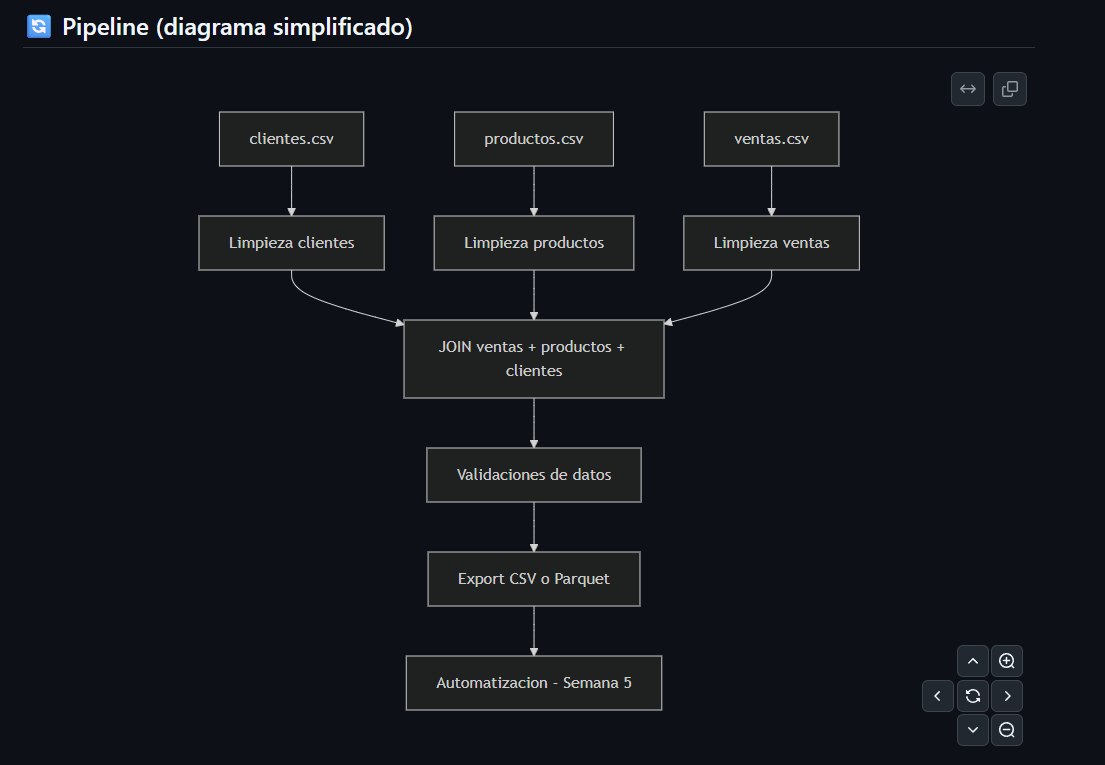 Pipeline (diagrama simplificado)
clientes.csv
productos.csv
ventas.csv
Limpieza clientes
Limpieza productos
Limpieza ventas
JOIN ventas + productos +
clientes
Validaciones de datos
Export CSV o Parquet
Automatizacion - Semana 5